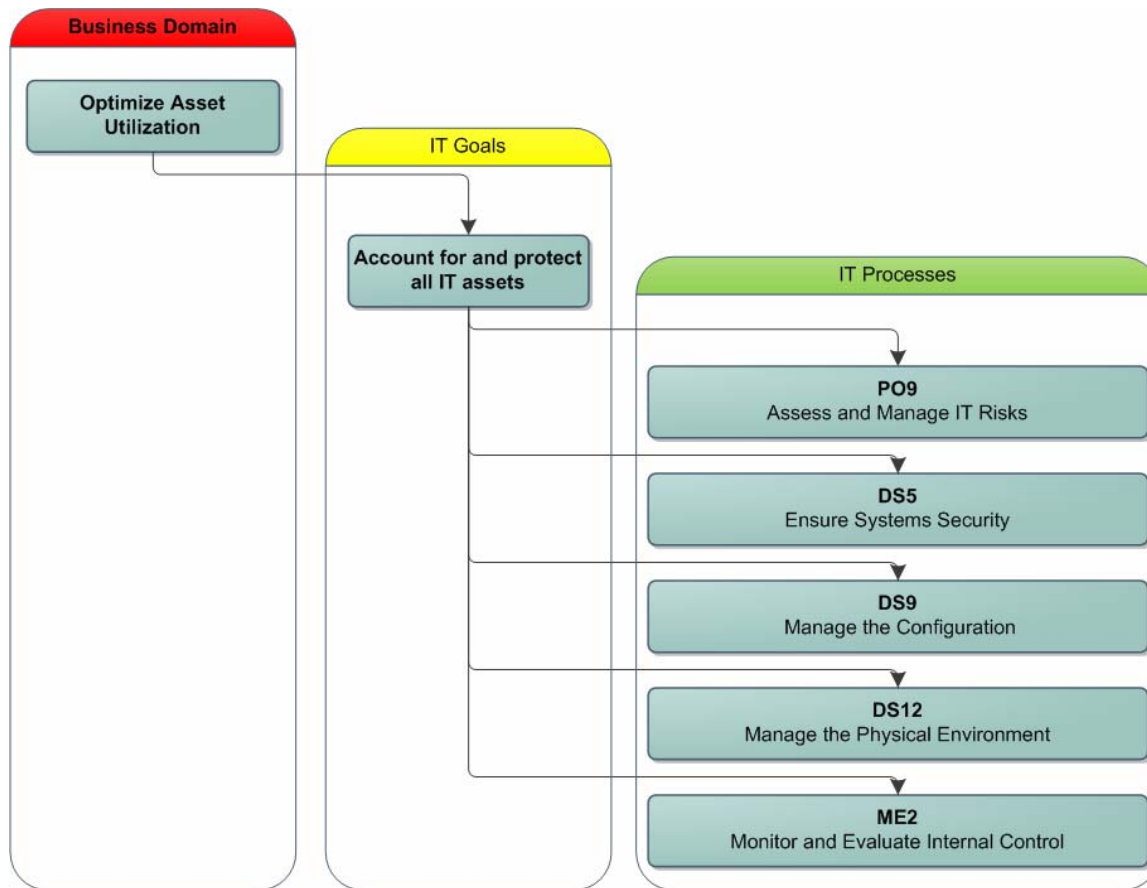 Business Domain
Optimize Asset
Utilization
IT Goals
Account for and protect
all IT assets
IT Processes
PO9
Assess and Manage IT Risks
DS5
Ensure Systems Security
DS9
Manage the Configuration
DS12
Manage the Physical Environment
ME2
Monitor and Evaluate Internal Control